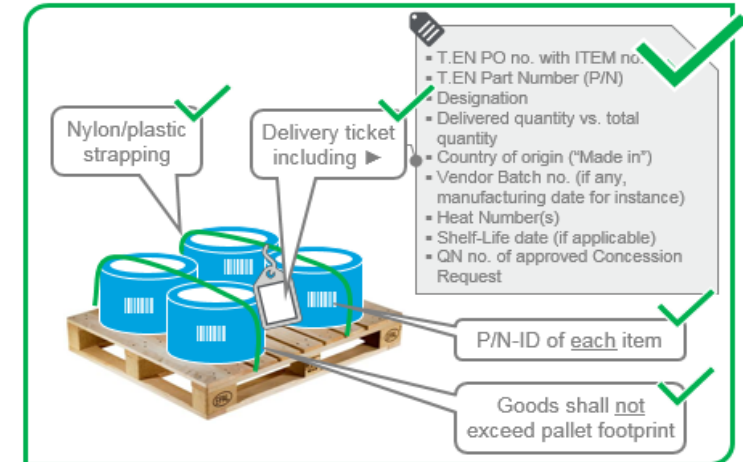 T.EN PO no. with ITEM no.
T.EN Part Number (P/N)
Designation
Delivered quantity vs. total
quantity
Country of origin ("Made in")
Vendor Batch no. (if any,
manufacturing date for instance)
Heat Number(s)
Shelf-Life date (if applicable)
QN no. of approved Concession
Request
Nylon/plastic
strapping
Delivery ticket
including ►
P/N-ID of each item
Goods shall not
exceed pallet footprint